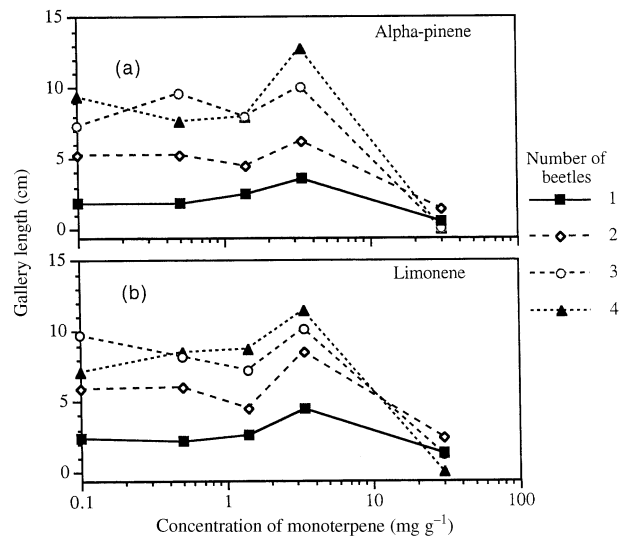 15
Alpha-pinene
(a)
10
5
0
Number of
beetles
1
2
3
4
Gallery length (cm)
15
Limonene
(b)
10
5
0
0.1
1
10
100
Concentration of monoterpene (mg g⁻¹)